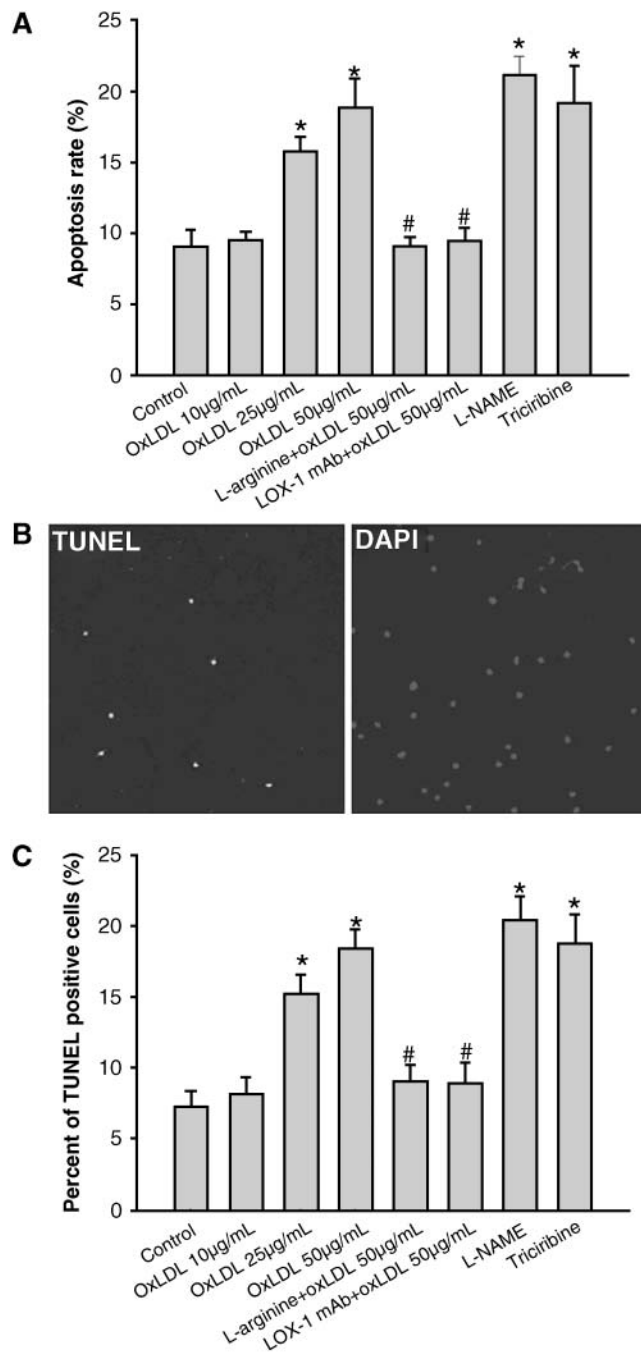 A
Apoptosis rate (%)
25
20
15
10
5
0
*
*
#
#
*
*
Control
OxLDL 10µg/mL
OxLDL 25µg/mL
OxLDL 50µg/mL
L-arginine+oxLDL 50µg/mL
LOX-1 mAb+oxLDL 50µg/mL
L-NAME
Triciribine
B
TUNEL
DAPI
C
Percent of TUNEL positive cells (%)
25
20
15
10
5
0
*
*
#
#
*
*
Control
OxLDL 10µg/mL
OxLDL 25µg/mL
OxLDL 50µg/mL
L-arginine+oxLDL 50µg/mL
LOX-1 mAb+oxLDL 50µg/mL
L-NAME
Triciribine